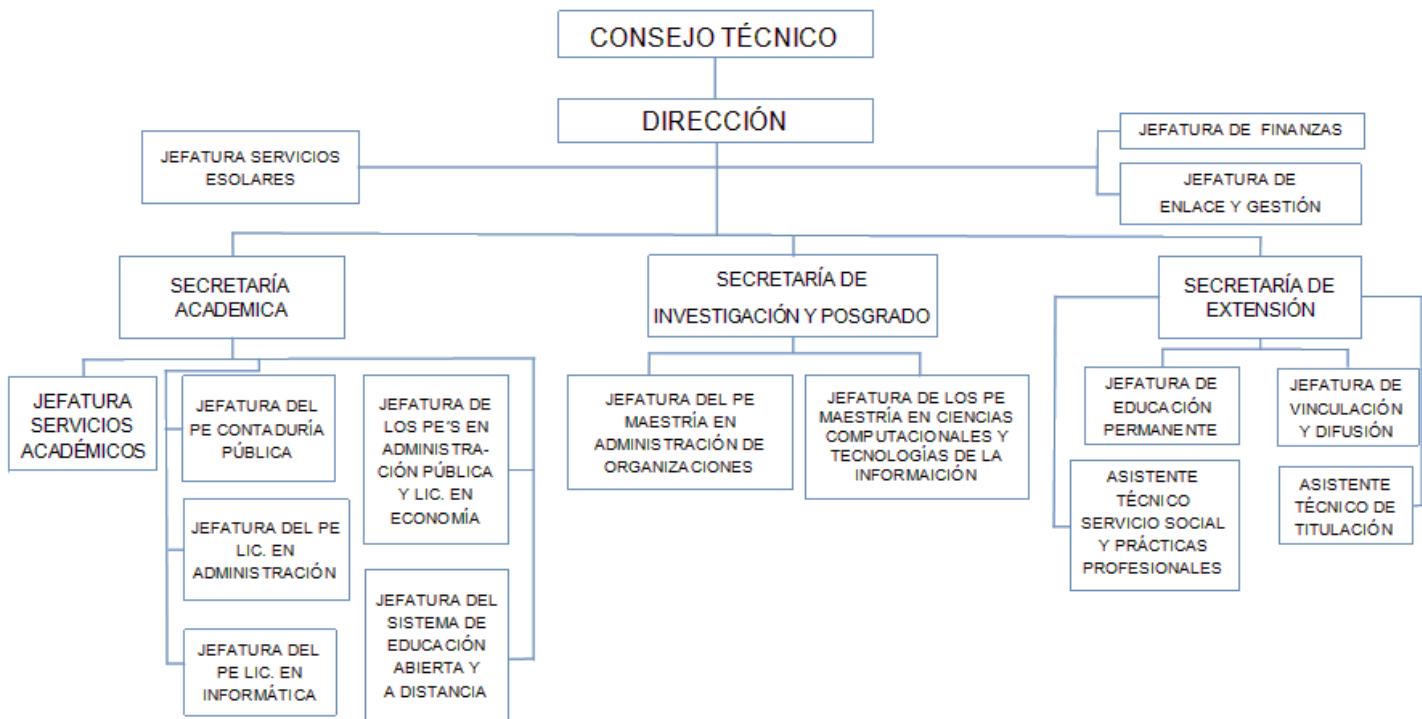 CONSEJO TÉCNICO
DIRECCIÓN
JEFATURA SERVICIOS
ESOLARES
JEFATURA DE FINANZAS
JEFATURA DE
ENLACE Y GESTIÓN
SECRETARÍA
ACADEMICA
SECRETARÍA DE
INVESTIGACIÓN Y POSGRADO
SECRETARÍA DE
EXTENSIÓN
JEFATURA
SERVICIOS
ACADÉMICOS
JEFATURA DEL
PE CONTADURÍA
PÚBLICA
JEFATURA DE
LOS PE´S EN
ADMINISTRA-
CIÓN PÚBLICA
Y LIC. EN
ECONOMÍA
JEFATURA DEL PE
LIC. EN
ADMINISTRACIÓN
JEFATURA DEL
SISTEMA DE
EDUCACIÓN
ABIERTA Y
A DISTANCIA
JEFATURA DEL
PE LIC. EN
INFORMÁTICA
JEFATURA DEL PE
MAESTRÍA EN
ADMINISTRACIÓN DE
ORGANIZACIONES
JEFATURA DE LOS PE
MAESTRÍA EN CIENCIAS
COMPUTACIONALES Y
TECNOLOGÍAS DE LA
INFORMAICIÓN
JEFATURA DE
EDUCACIÓN
PERMANENTE
JEFATURA DE
VINCULACIÓN
Y DIFUSIÓN
ASISTENTE
TÉCNICO
SERVICIO SOCIAL
Y PRÁCTICAS
PROFESIONALES
ASISTENTE
TÉCNICO DE
TITULACIÓN